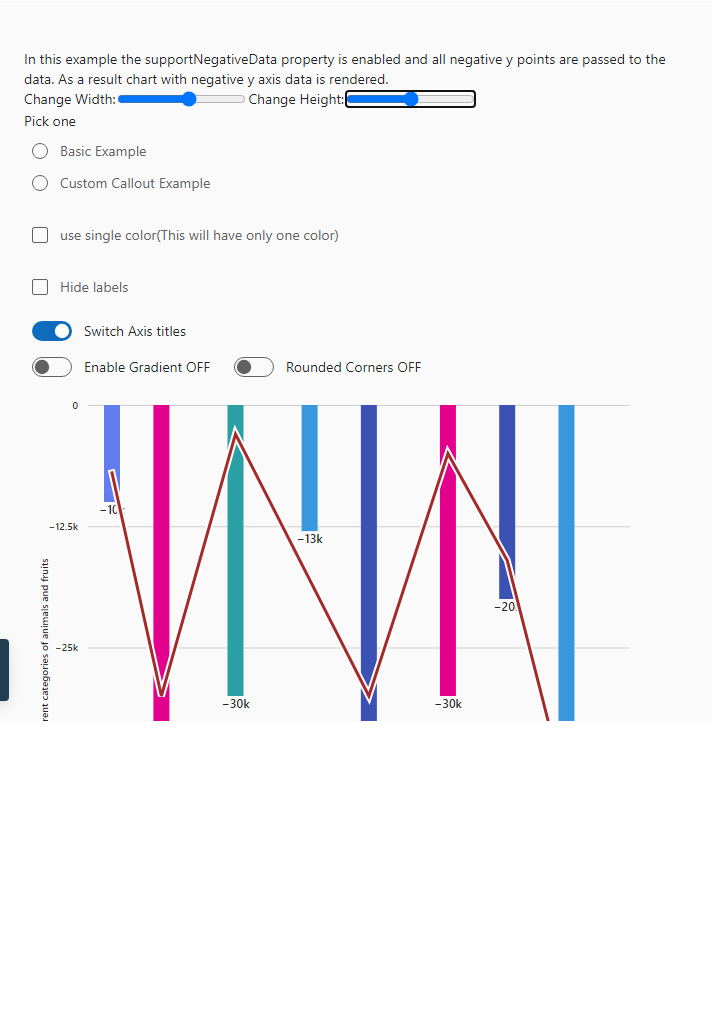 In this example the supportNegativeData property is enabled and all negative y points are passed to the
data. As a result chart with negative y axis data is rendered.
Change Width: Change Height:
Pick one
Basic Example
Custom Callout Example
use single color(This will have only one color)
Hide labels
Switch Axis titles
Enable Gradient OFF Rounded Corners OFF
0
−10
−12.5k
−13k
−20
−25k
−30k −30k
categories of animals and fruits